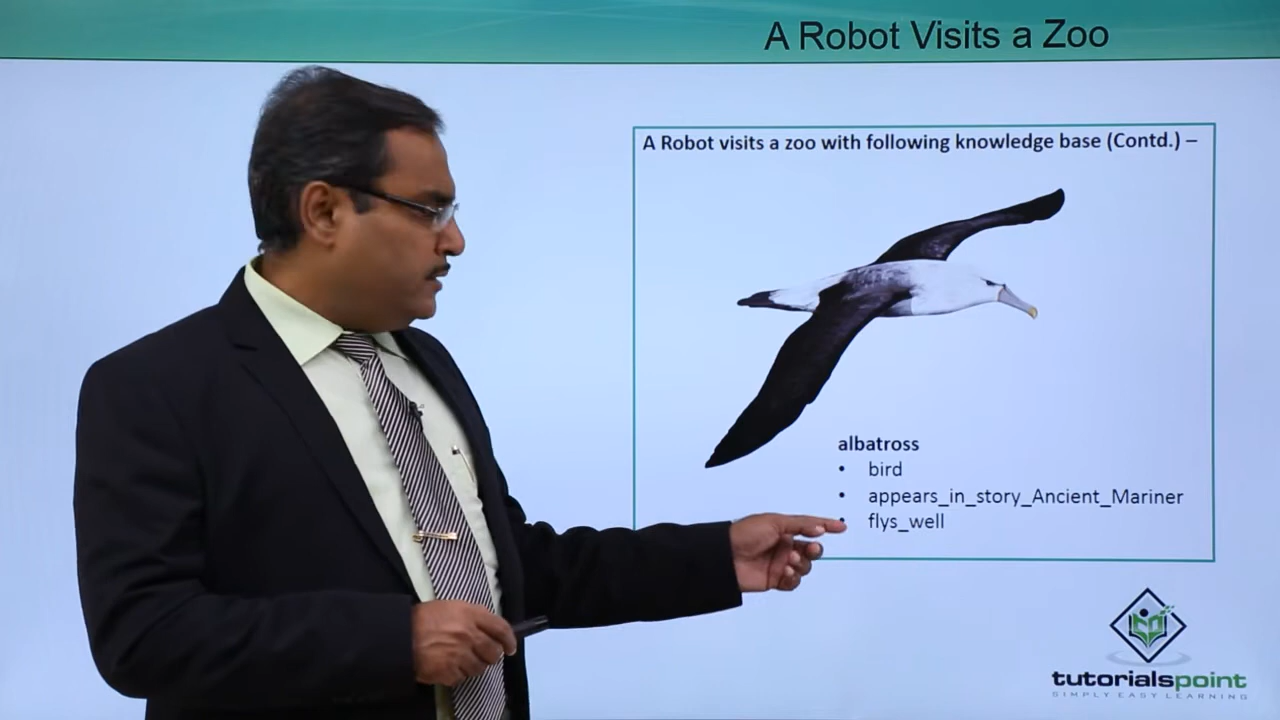 A Robot Visits a Zoo
A Robot visits a zoo with following knowledge base (Contd.) –
albatross
• bird
• appears_in_story_Ancient_Mariner
• flys_well
tutorialspoint
SIMPLY EASY LEARNING